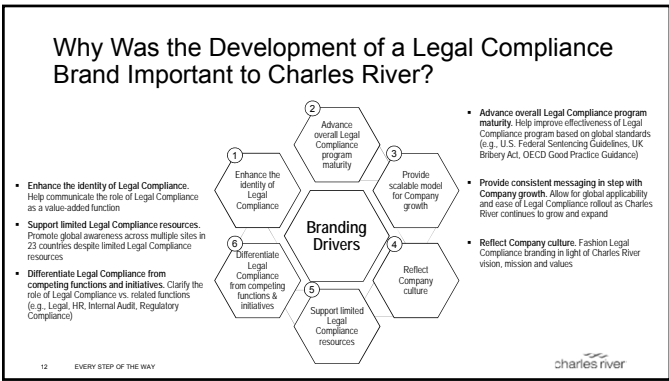 Why Was the Development of a Legal Compliance
Brand Important to Charles River?
▪ Enhance the identity of Legal Compliance.
Help communicate the role of Legal Compliance
as a value-added function
▪ Support limited Legal Compliance resources.
Promote global awareness across multiple sites in
23 countries despite limited Legal Compliance
resources
▪ Differentiate Legal Compliance from
competing functions and initiatives. Clarify the
role of Legal Compliance vs. related functions
(e.g., Legal, HR, Internal Audit, Regulatory
Compliance)
Branding
Drivers
1
Enhance the
identity of
Legal
Compliance
2
Advance
overall Legal
Compliance
program
maturity
3
Provide
scalable model
for Company
growth
4
Reflect
Company
culture
5
Support limited
Legal
Compliance
resources
6
Differentiate
Legal
Compliance
from competing
functions &
initiatives
▪ Advance overall Legal Compliance program
maturity. Help improve effectiveness of Legal
Compliance program based on global standards
(e.g., U.S. Federal Sentencing Guidelines, UK
Bribery Act, OECD Good Practice Guidance)
▪ Provide consistent messaging in step with
Company growth. Allow for global applicability
and ease of Legal Compliance rollout as Charles
River continues to grow and expand
▪ Reflect Company culture. Fashion Legal
Compliance branding in light of Charles River
vision, mission and values
12 EVERY STEP OF THE WAY
charles river